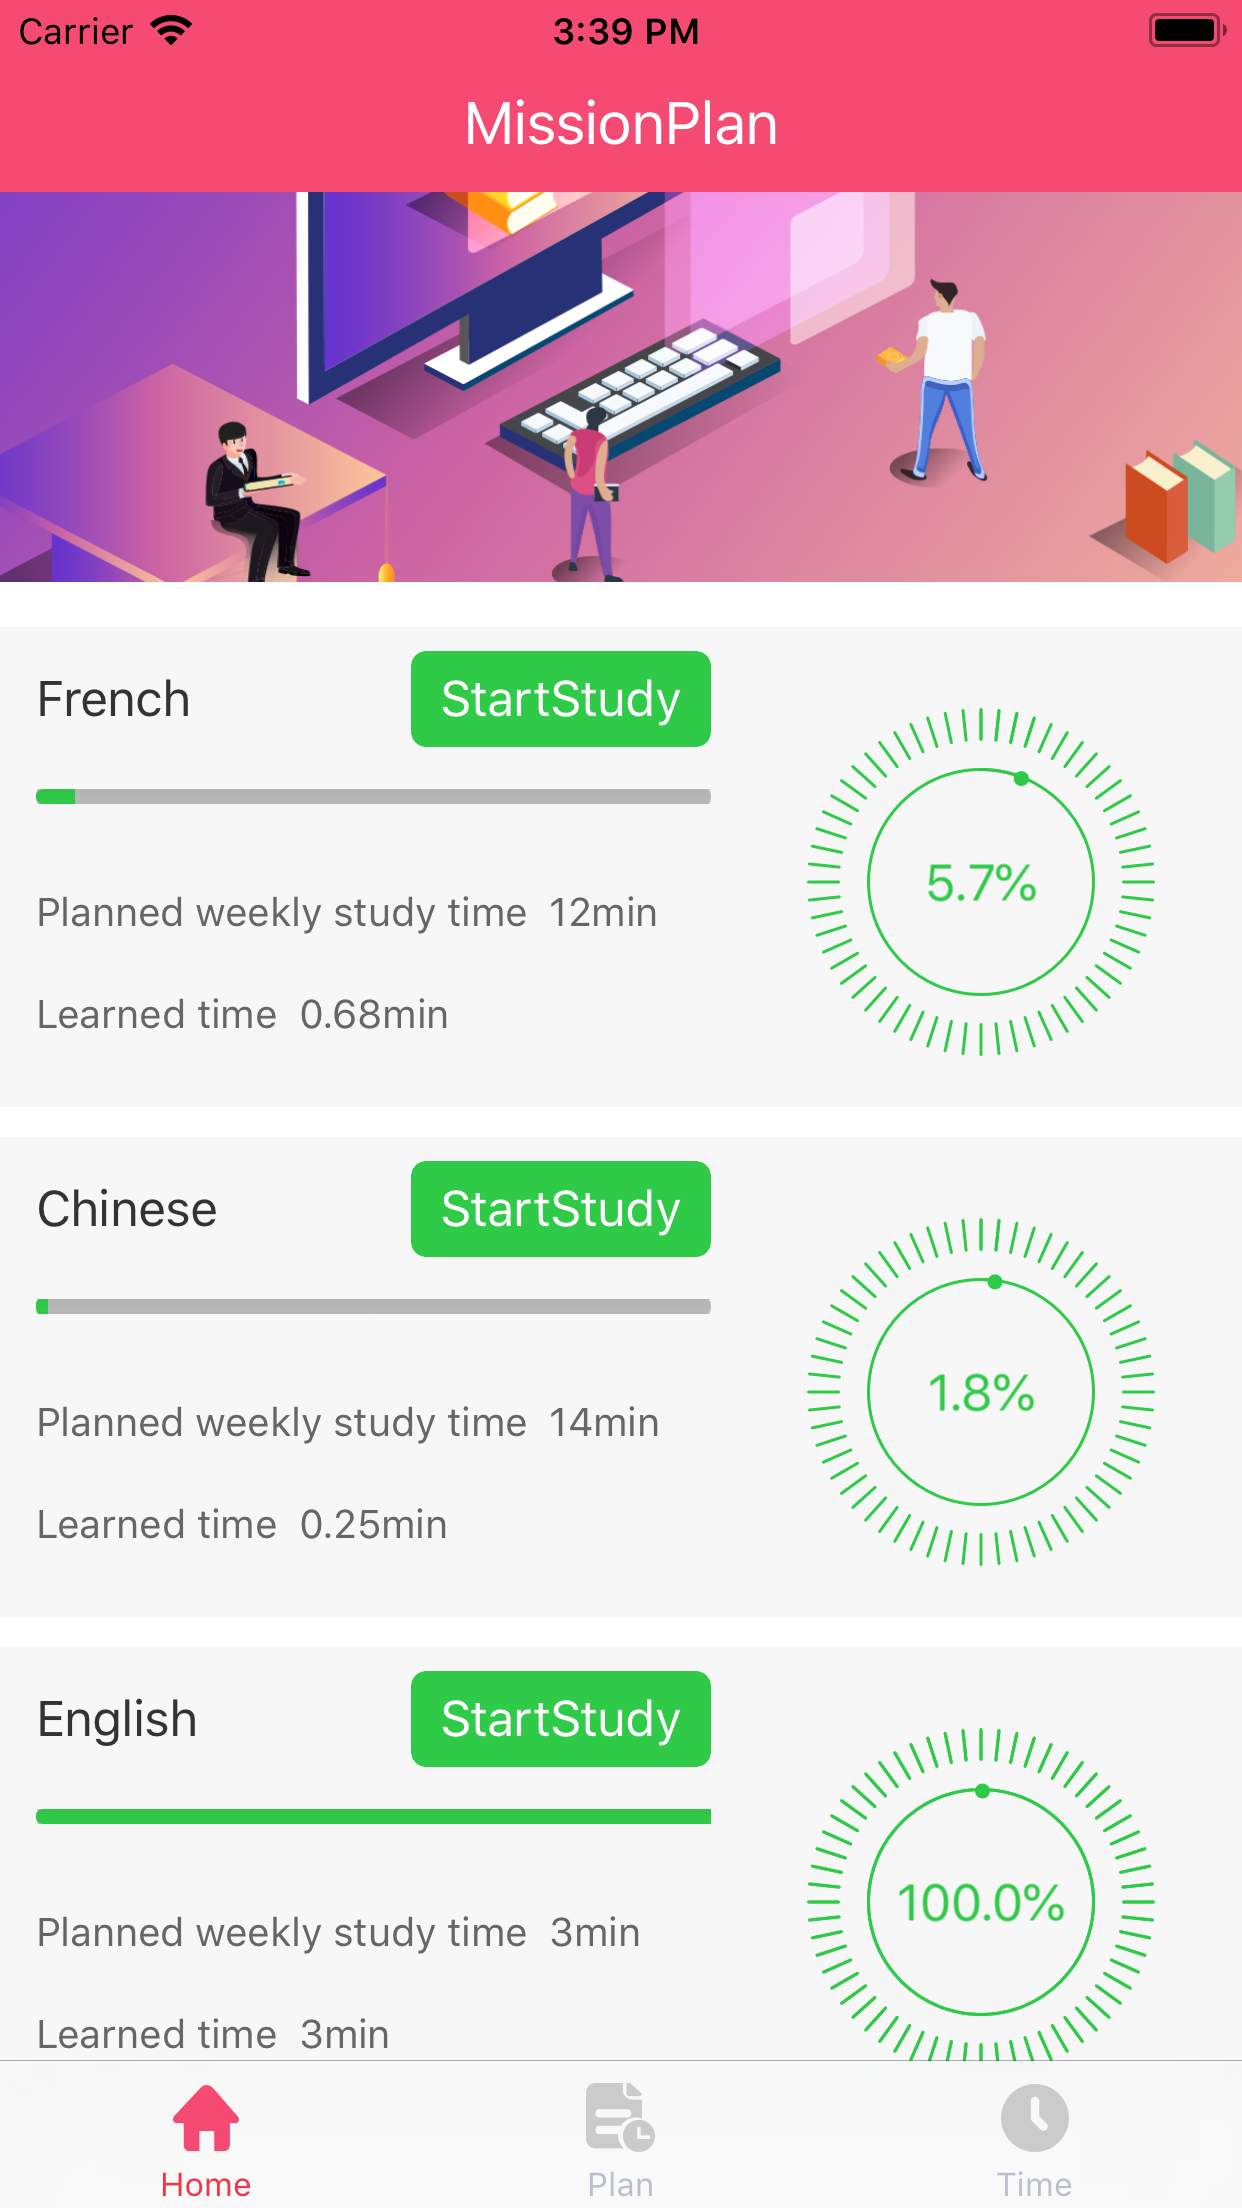 Carrier 3:39 PM
MissionPlan
French StartStudy
5.7%
Planned weekly study time 12min
Learned time 0.68min
Chinese StartStudy
1.8%
Planned weekly study time 14min
Learned time 0.25min
English StartStudy
100.0%
Planned weekly study time 3min
Learned time 3min
Home Plan Time